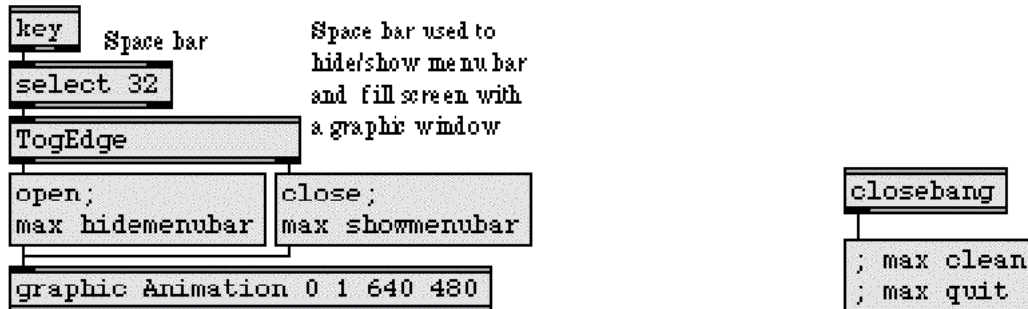 key
Space bar
select 32
Space bar used to
hide/show menu bar
and fill screen with
a graphic window
TogEdge
open;
max hidemenubar
close;
max showmenubar
graphic Animation 0 1 640 480
closebang
; max clean
; max quit